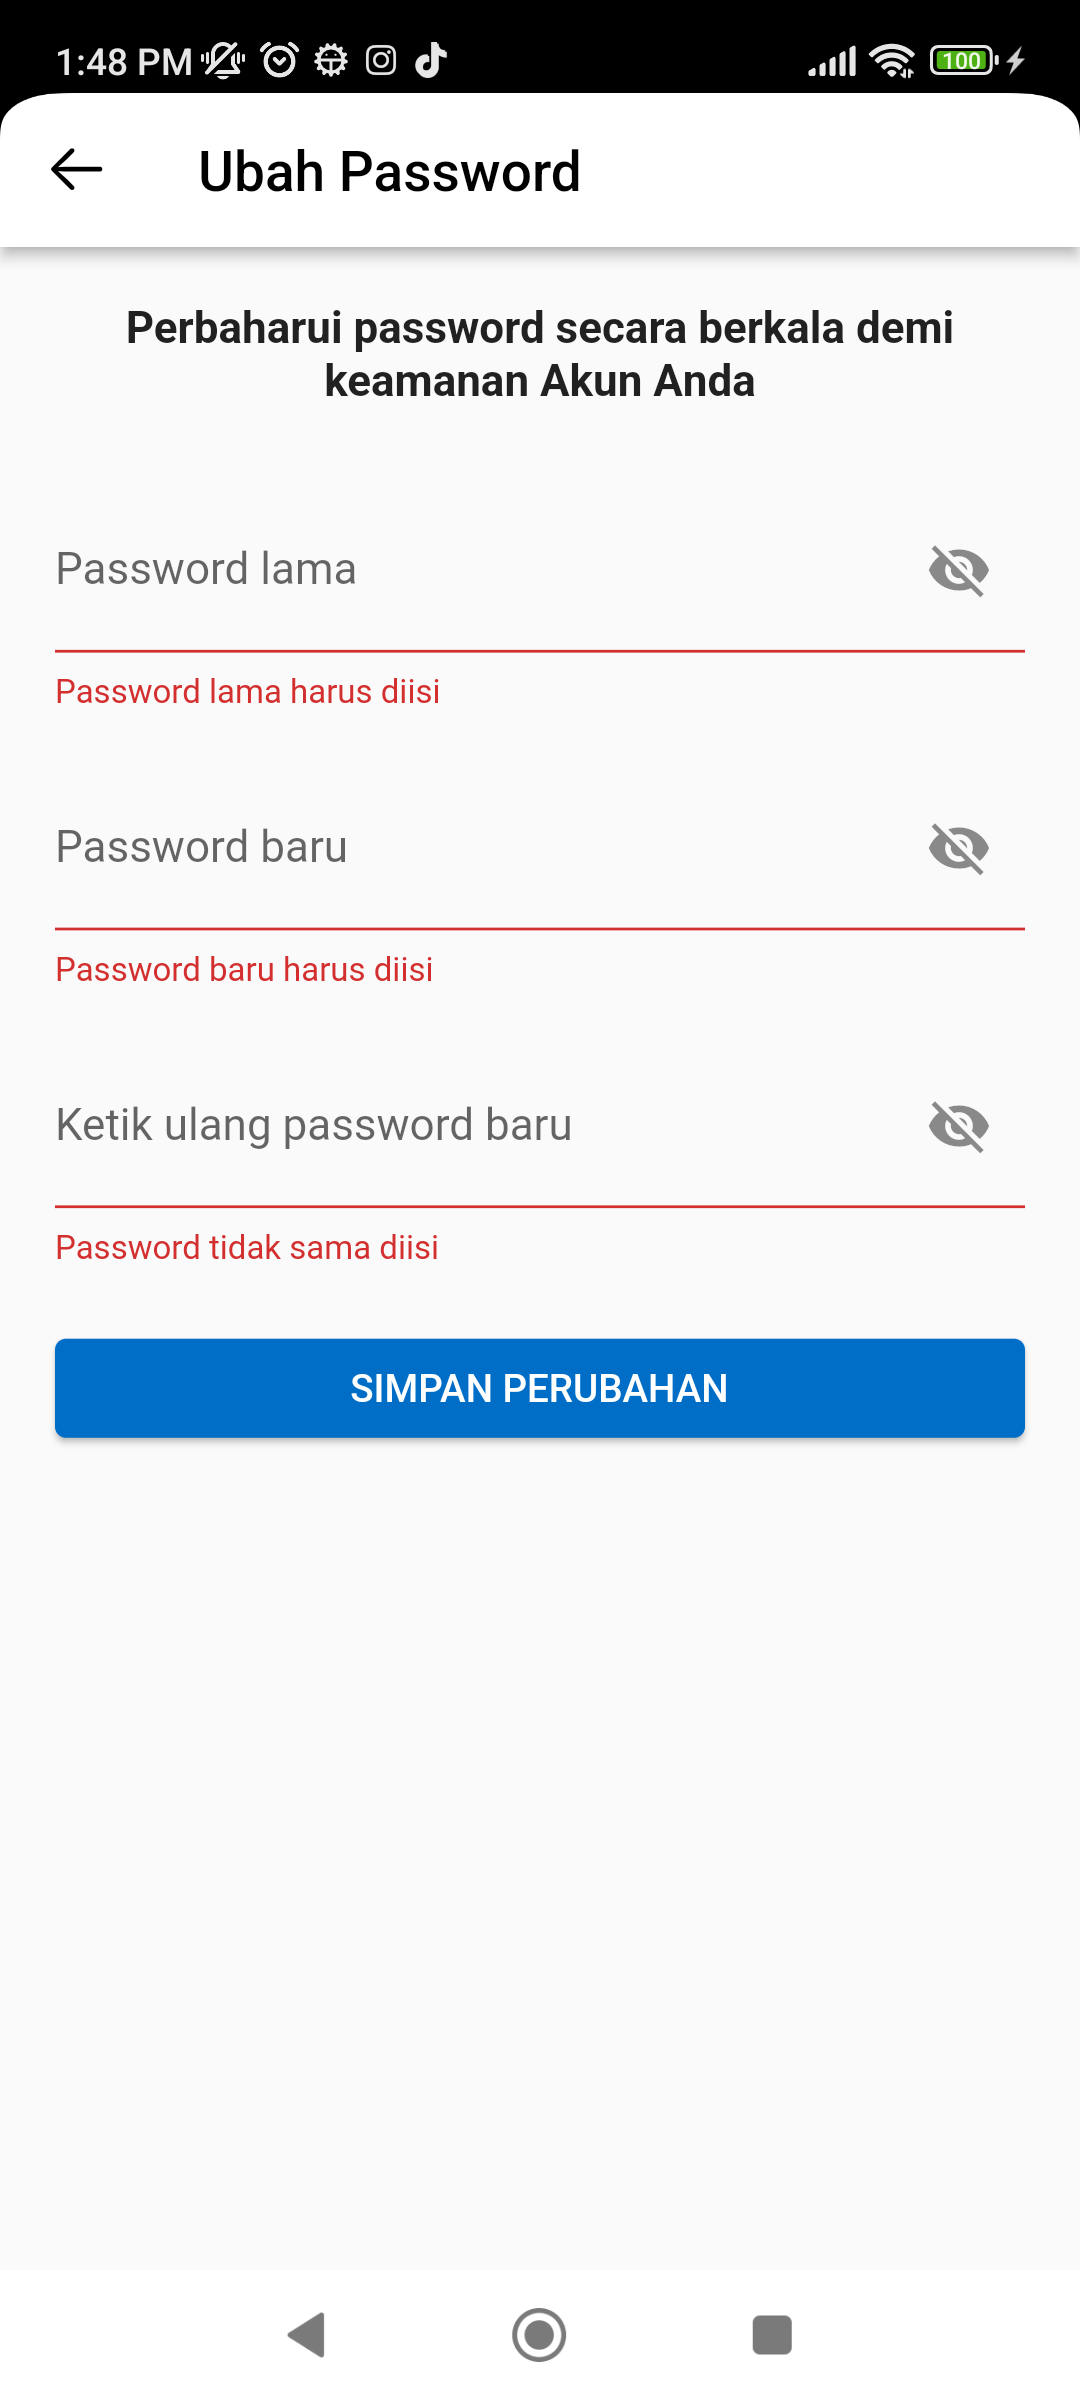 1:48 PM
100
Ubah Password
Perbaharui password secara berkala demi
keamanan Akun Anda
Password lama
Password lama harus diisi
Password baru
Password baru harus diisi
Ketik ulang password baru
Password tidak sama diisi
SIMPAN PERUBAHAN